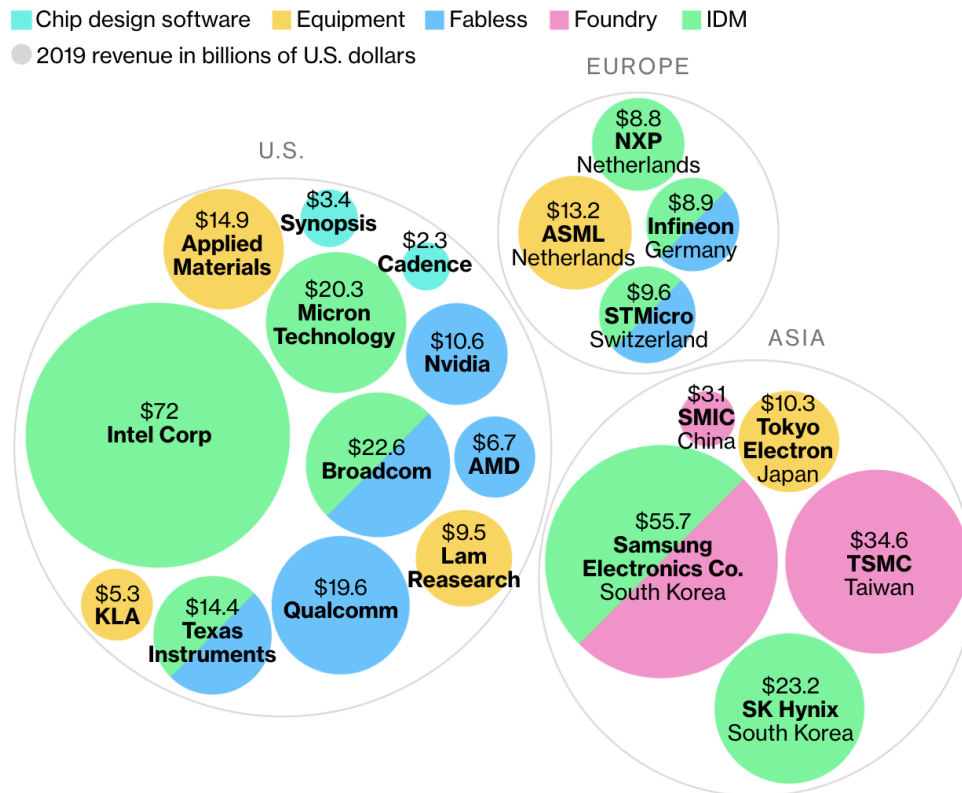 Chip design software Equipment Fabless Foundry IDM
2019 revenue in billions of U.S. dollars
U.S.
$14.9
Applied
Materials
$3.4
Synopsis
$2.3
Cadence
$20.3
Micron
Technology
$10.6
Nvidia
$72
Intel Corp
$22.6
Broadcom
$6.7
AMD
$9.5
Lam
Reasearch
$5.3
KLA
$14.4
Texas
Instruments
$19.6
Qualcomm
EUROPE
$8.8
NXP
Netherlands
$13.2
ASML
Netherlands
$8.9
Infineon
Germany
$9.6
STMicro
Switzerland
ASIA
$3.1
SMIC
China
$10.3
Tokyo
Electron
Japan
$55.7
Samsung
Electronics Co.
South Korea
$34.6
TSMC
Taiwan
$23.2
SK Hynix
South Korea